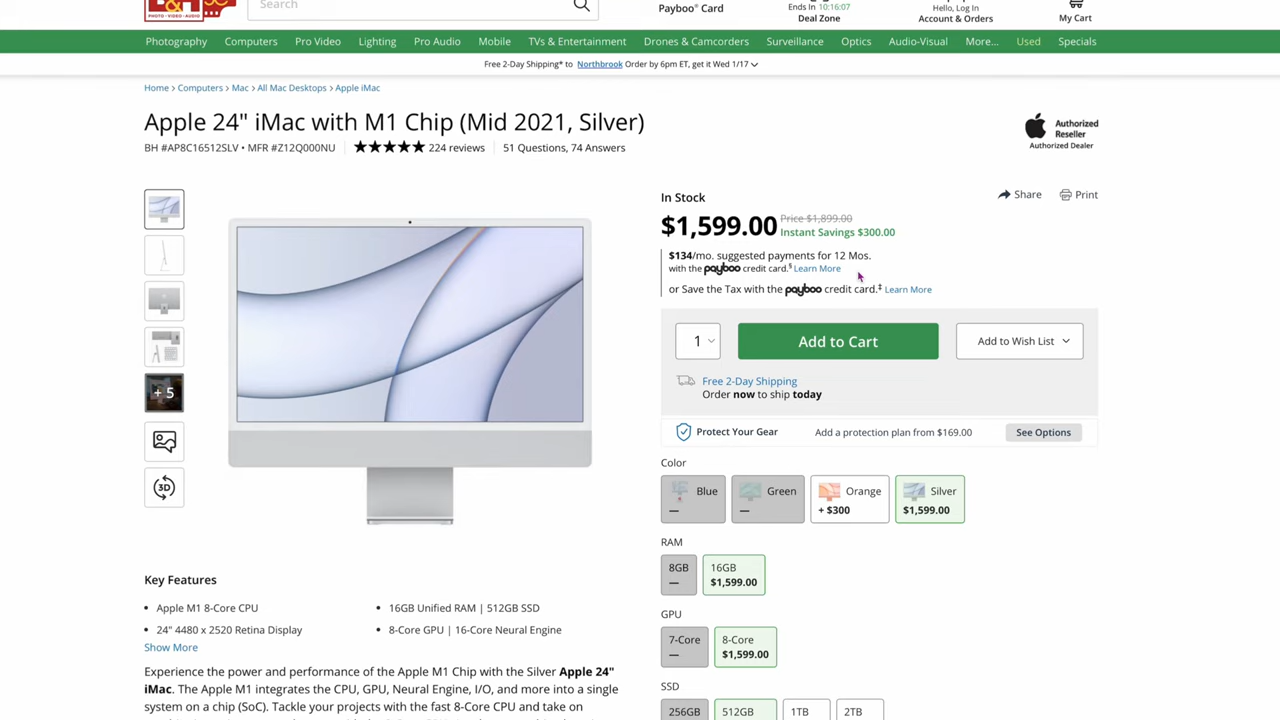 PHOTO • VIDEO • AUDIO
Search
Payboo® Card
Ends In 10:16:07
Deal Zone
Hello, Log In
Account & Orders
My Cart
Photography Computers Pro Video Lighting Pro Audio Mobile TVs & Entertainment Drones & Camcorders Surveillance Optics Audio-Visual More... Used Specials
Free 2-Day Shipping* to Northbrook Order by 6pm ET, get it Wed 1/17
Home > Computers > Mac > All Mac Desktops > Apple iMac
Apple 24" iMac with M1 Chip (Mid 2021, Silver)
BH #AP8C16512SLV • MFR #Z12Q000NU
224 reviews
51 Questions, 74 Answers
Authorized
Reseller
Authorized Dealer
+ 5
3D
In Stock
Share
Print
$1,599.00
Price $1,899.00
Instant Savings $300.00
$134/mo. suggested payments for 12 Mos.
with the payboo credit card.§ Learn More
or Save the Tax with the payboo credit card.‡ Learn More
1
Add to Cart
Add to Wish List
Free 2-Day Shipping
Order now to ship today
Protect Your Gear
Add a protection plan from $169.00
See Options
Color
Blue
—
Green
—
Orange
+ $300
Silver
$1,599.00
RAM
8GB
—
16GB
$1,599.00
GPU
7-Core
—
8-Core
$1,599.00
SSD
256GB
512GB
1TB
2TB
Key Features
• Apple M1 8-Core CPU
• 16GB Unified RAM | 512GB SSD
• 24" 4480 x 2520 Retina Display
• 8-Core GPU | 16-Core Neural Engine
Show More
Experience the power and performance of the Apple M1 Chip with the Silver Apple 24"
iMac. The Apple M1 integrates the CPU, GPU, Neural Engine, I/O, and more into a single
system on a chip (SoC). Tackle your projects with the fast 8-Core CPU and take on